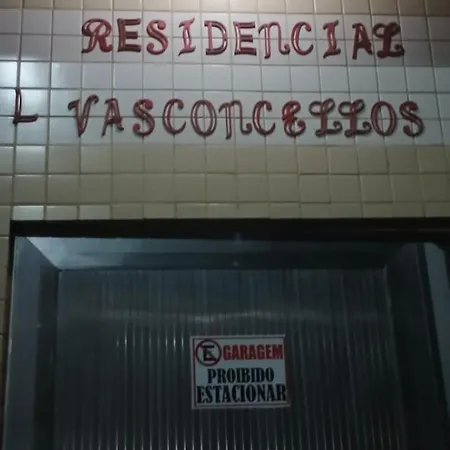 RESIDENCIAL
L VASCONCELLOS
E GARAGEM
PROIBIDO
ESTACIONAR